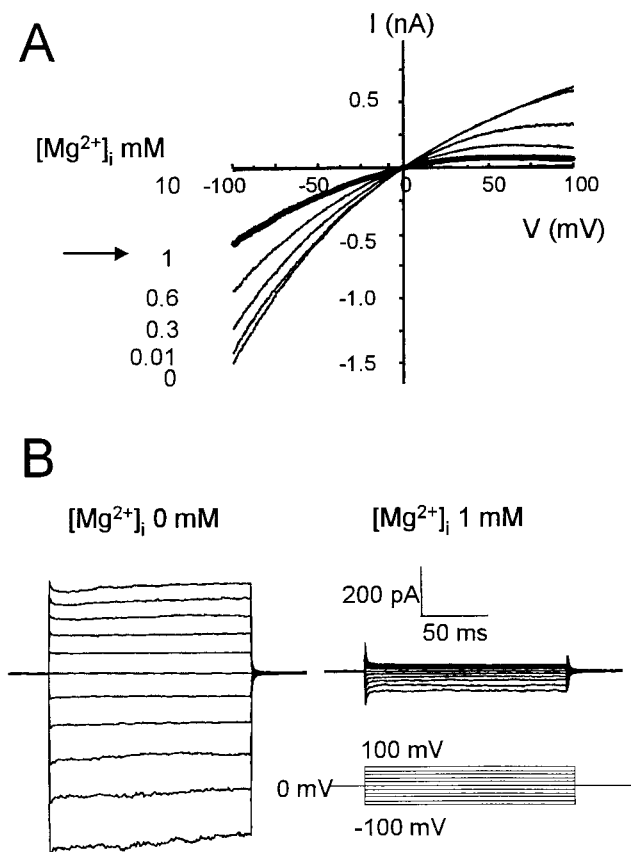 A
I (nA)
[Mg²⁺]ᵢ mM
0.5
10
-100
-50
0
50
100
V (mV)
-0.5
1
0.6
-1.0
0.3
0.01
0
-1.5
B
[Mg²⁺]ᵢ 0 mM
[Mg²⁺]ᵢ 1 mM
200 pA
50 ms
100 mV
0 mV
-100 mV